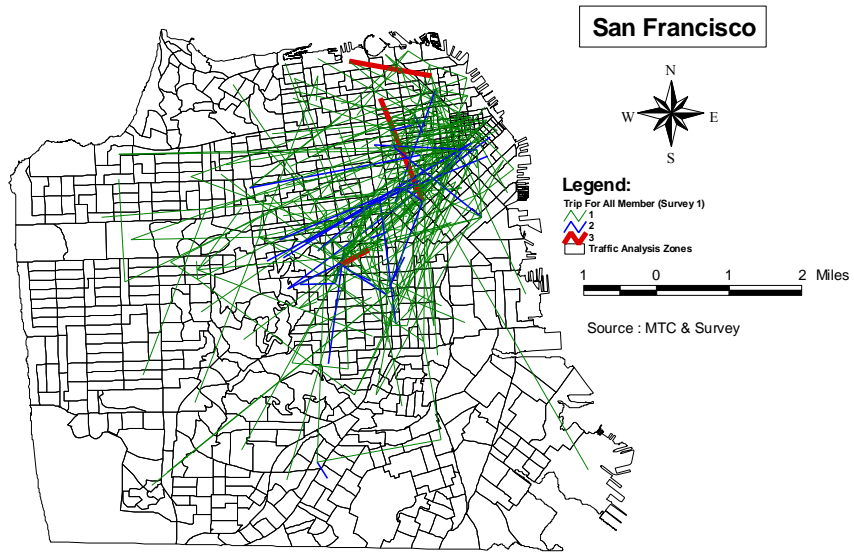 San Francisco
N
W E
S
Legend:
Trip For All Member (Survey 1)
1
2
3
Traffic Analysis Zones
1 0 1 2 Miles
Source : MTC & Survey